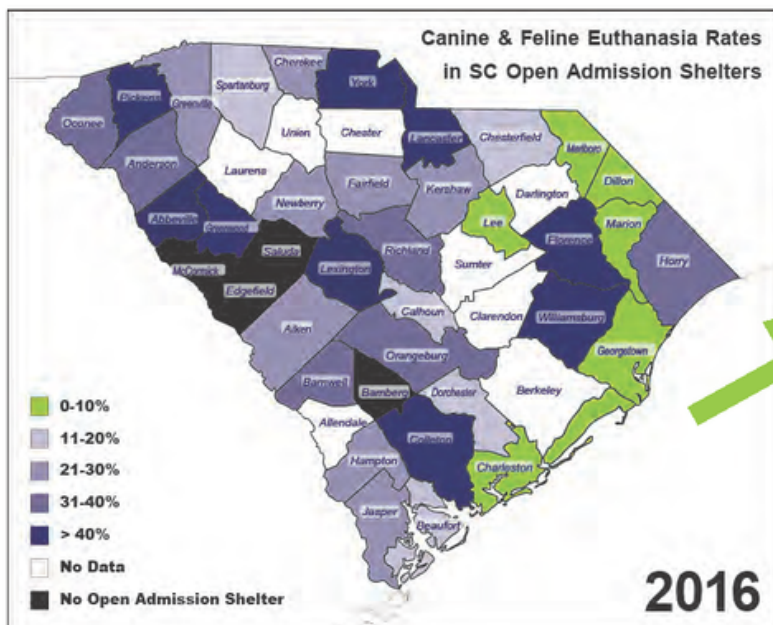 Canine & Feline Euthanasia Rates
in SC Open Admission Shelters
Cherokee
York
Spartanburg
Pickens
Greenville
Oconee
Union
Chester
Lancaster
Chesterfield
Marlboro
Anderson
Laurens
Dillon
Fairfield
Kershaw
Darlington
Newberry
Lee
Marion
Abbeville
Greenwood
Florence
Saluda
Richland
Horry
McCormick
Lexington
Sumter
Edgefield
Calhoun
Clarendon
Williamsburg
Aiken
Georgetown
Orangeburg
Barnwell
Bamberg
Dorchester
Berkeley
Allendale
Colleton
Hampton
Charleston
Jasper
Beaufort
0-10%
11-20%
21-30%
31-40%
> 40%
No Data
No Open Admission Shelter
2016